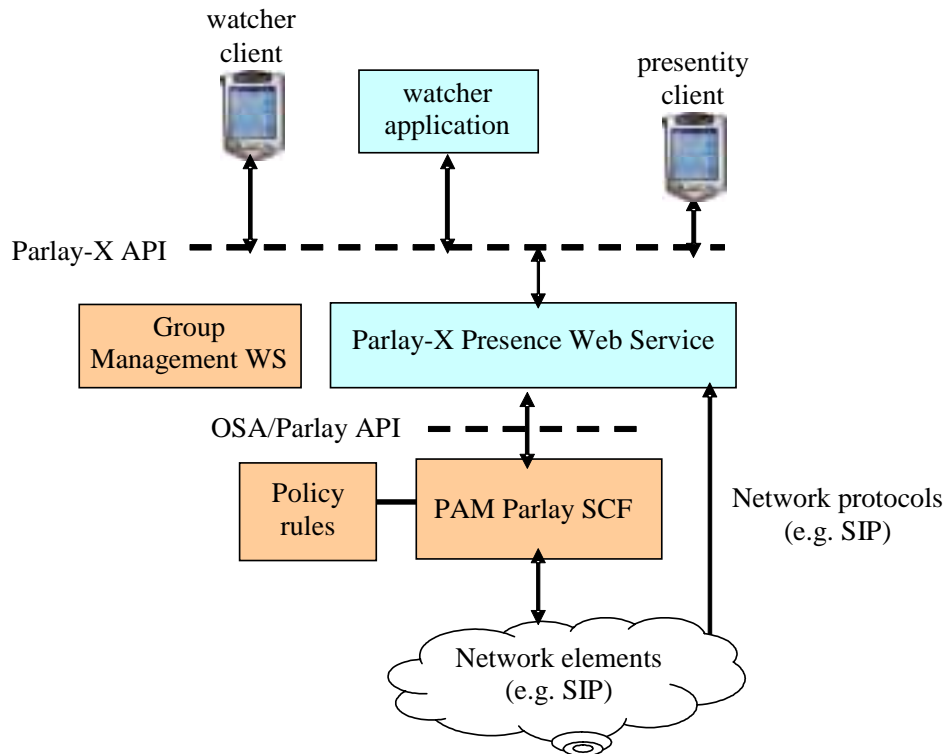 watcher
client
watcher
application
presentity
client
Parlay-X API
Group
Management WS
Parlay-X Presence Web Service
OSA/Parlay API
Policy
rules
PAM Parlay SCF
Network protocols
(e.g. SIP)
Network elements
(e.g. SIP)